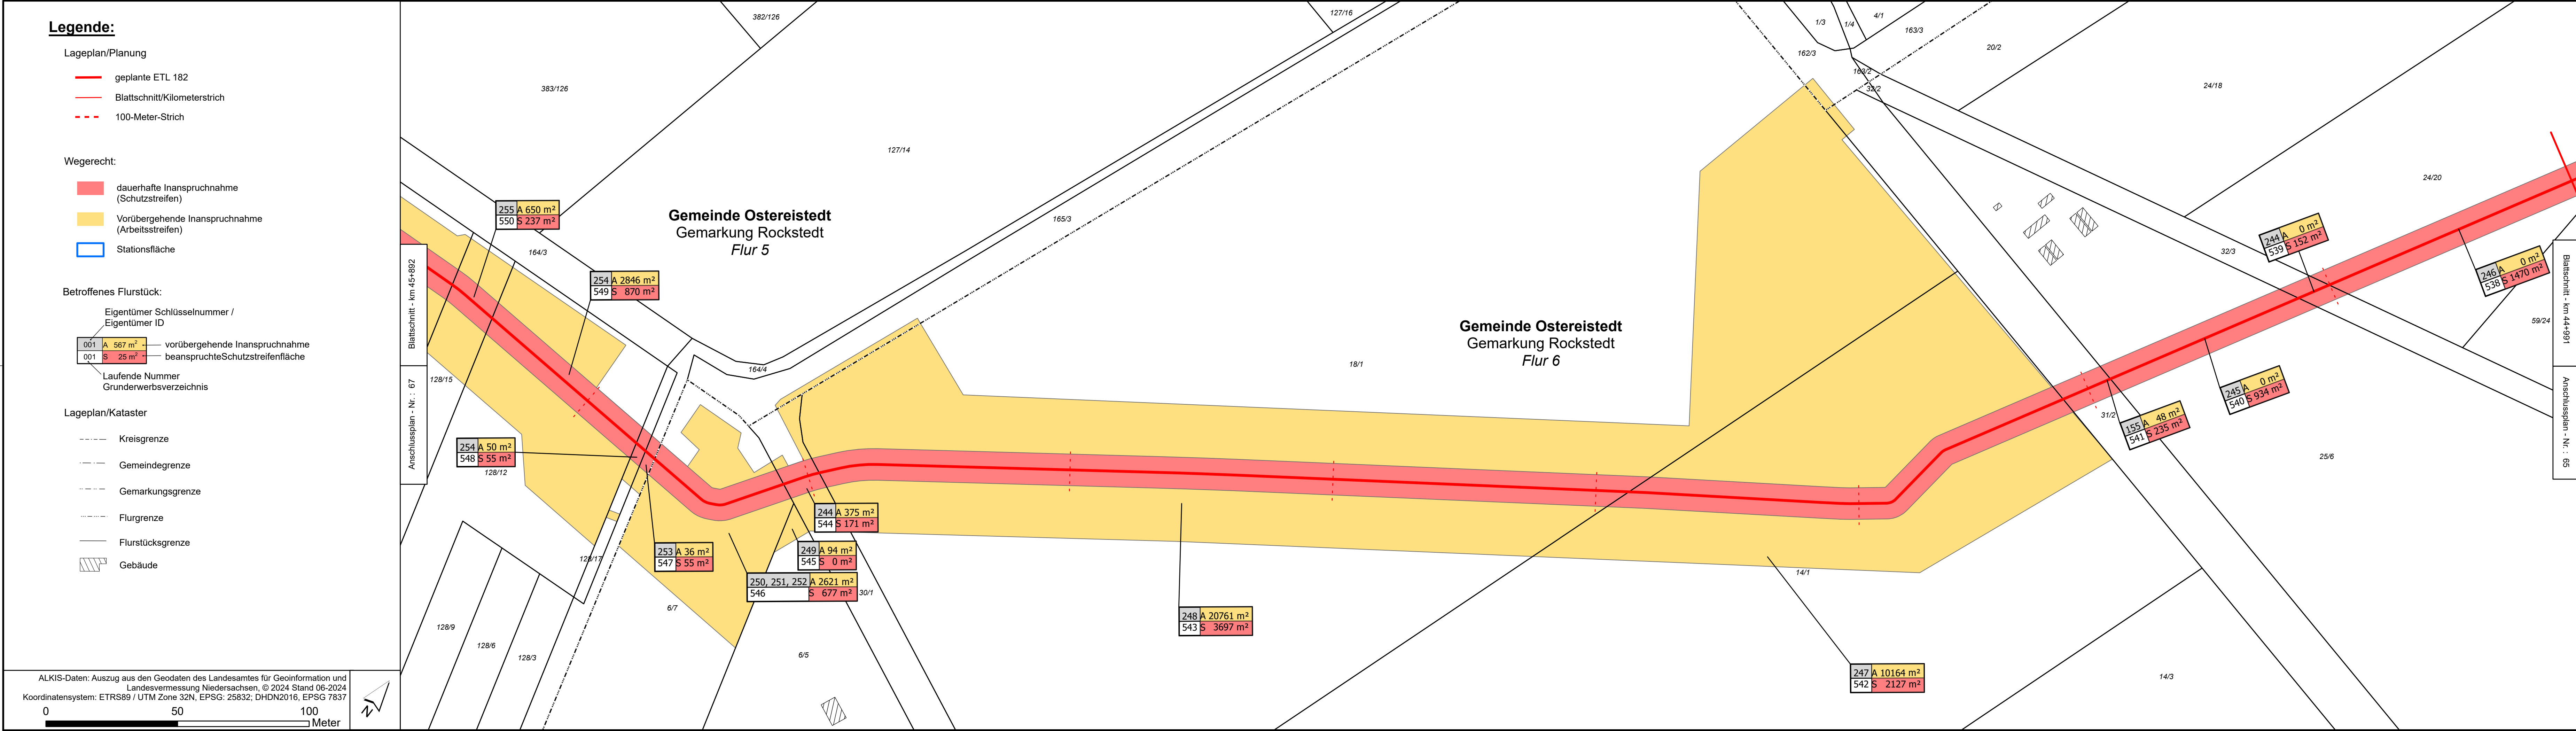 Legende:
Lageplan/Planung
geplante ETL 182
Blattschnitt/Kilometerstrich
100-Meter-Strich
Wegerecht:
dauerhafte Inanspruchnahme
(Schutzstreifen)
Vorübergehende Inanspruchnahme
(Arbeitsstreifen)
Stationsfläche
Betroffenes Flurstück:
Eigentümer Schlüsselnummer /
Eigentümer ID
001 A 567 m²
vorübergehende Inanspruchnahme
001 S 25 m²
beanspruchteSchutzstreifenfläche
Laufende Nummer
Grunderwerbsverzeichnis
Lageplan/Kataster
Kreisgrenze
Gemeindegrenze
Gemarkungsgrenze
Flurgrenze
Flurstücksgrenze
Gebäude
ALKIS-Daten: Auszug aus den Geodaten des Landesamtes für Geoinformation und
Landesvermessung Niedersachsen, © 2024 Stand 06-2024
Koordinatensystem: ETRS89 / UTM Zone 32N, EPSG: 25832; DHDN2016, EPSG 7837
0 50 100
Meter
N
Blattschnitt - km 45+892
Anschlussplan - Nr. : 67
382/126
383/126
127/14
127/16
255 A 650 m²
550 S 237 m²
164/3
254 A 2846 m²
549 S 870 m²
Gemeinde Ostereistedt
Gemarkung Rockstedt
Flur 5
165/3
164/4
128/15
254 A 50 m²
548 S 55 m²
128/12
128/17
128/9
128/6
128/3
253 A 36 m²
547 S 55 m²
6/7
244 A 375 m²
544 S 171 m²
249 A 94 m²
545 S 0 m²
250, 251, 252 A 2621 m²
546 S 677 m²
30/1
6/5
248 A 20761 m²
543 S 3697 m²
18/1
Gemeinde Ostereistedt
Gemarkung Rockstedt
Flur 6
14/1
247 A 10164 m²
542 S 2127 m²
14/3
1/3
1/4
4/1
163/3
162/3
163/2
32/2
20/2
24/18
24/20
32/3
244 A 0 m²
539 S 152 m²
246 A 0 m²
538 S 1470 m²
59/24
245 A 0 m²
540 S 934 m²
31/2
155 A 48 m²
541 S 235 m²
25/6
Blattschnitt - km 44+991
Anschlussplan - Nr. : 65